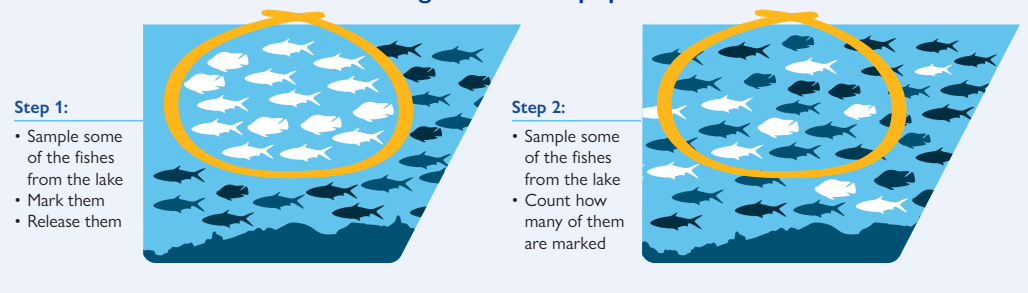 Step 1:
• Sample some
of the fishes
from the lake
• Mark them
• Release them
Step 2:
• Sample some
of the fishes
from the lake
• Count how
many of them
are marked